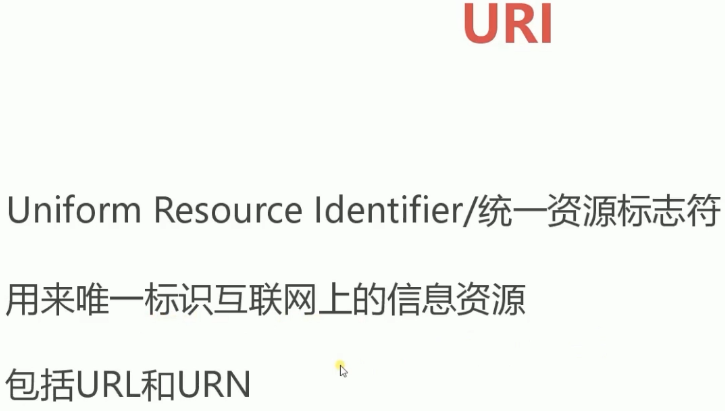 URI
Uniform Resource Identifier/统一资源标志符
用来唯一标识互联网上的信息资源
包括URL和URN